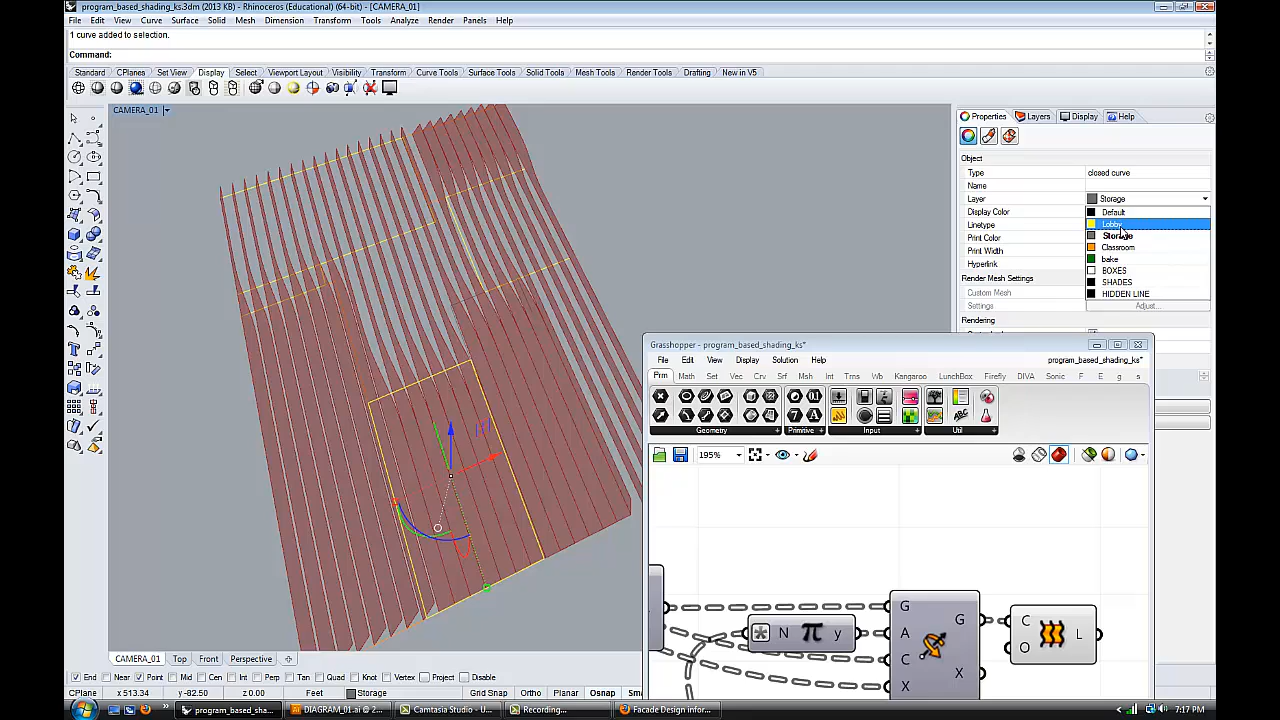 program_based_shading_ks.3dm (2013 KB) - Rhinoceros (Educational) (64-bit) - [CAMERA_01]
File Edit View Curve Surface Solid Mesh Dimension Transform Tools Analyze Render Panels Help
1 curve added to selection.
Command:
Standard CPlanes Set View Display Select Viewport Layout Visibility Transform Curve Tools Surface Tools Solid Tools Mesh Tools Render Tools Drafting New in V5
CAMERA_01
Properties Layers Display Help
Object
Type closed curve
Name
Layer Storage
Display Color Default
Linetype Lobby
Print Color Storage
Print Width Classroom
Hyperlink bake
BOXES
Render Mesh Settings SHADES
Custom Mesh HIDDEN LINE
Settings Adjust...
Rendering
Grasshopper - program_based_shading_ks*
File Edit View Display Solution Help program_based_shading_ks*
Prm Math Set Vec Crv Srf Msh Int Trns Wb Kangaroo LunchBox Firefly DIVA Sonic F E g s
Geometry Primitive Input Util
195%
G G
N π y A C L
C O
X X
CAMERA_01 Top Front Perspective
End Near Point Mid Cen Int Perp Tan Quad Knot Vertex Project Disable
CPlane x 513.34 y -82.50 z 0.00 Feet Storage Grid Snap Ortho Planar Osnap
program_based_sha... DIAGRAM_01.ai @ 2... Camtasia Studio - U... Recording... Facade Design infor... 7:17 PM